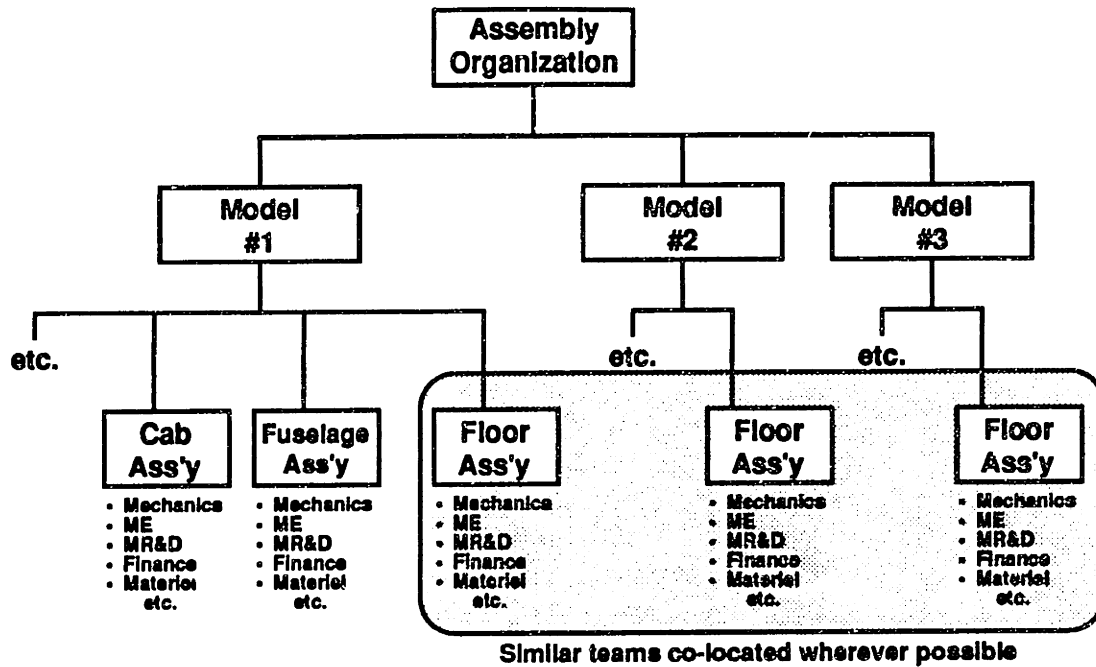 Assembly
Organization
Model
#1
Model
#2
Model
#3
etc.
etc.
etc.
Cab
Ass'y
Fuselage
Ass'y
Floor
Ass'y
Floor
Ass'y
Floor
Ass'y
• Mechanics
• ME
• MR&D
• Finance
• Materiel
etc.
• Mechanics
• ME
• MR&D
• Finance
• Materiel
etc.
• Mechanics
• ME
• MR&D
• Finance
• Materiel
etc.
• Mechanics
• ME
• MR&D
• Finance
• Materiel
etc.
• Mechanics
• ME
• MR&D
• Finance
• Materiel
etc.
Similar teams co-located wherever possible